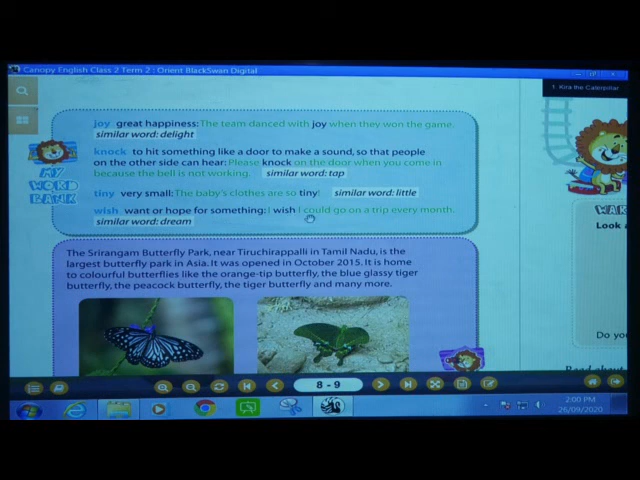 Canopy English Class 2 Term 2 : Orient BlackSwan Digital
1. Kira the Caterpillar
joy great happiness: The team danced with joy when they won the game.
similar word: delight
knock to hit something like a door to make a sound, so that people
on the other side can hear: Please knock on the door when you come in
because the bell is not working. similar word: tap
tiny very small: The baby's clothes are so tiny! similar word: little
wish want or hope for something: I wish I could go on a trip every month.
similar word: dream
MY
WORD
BANK
The Srirangam Butterfly Park, near Tiruchirappalli in Tamil Nadu, is the
largest butterfly park in Asia. It was opened in October 2015. It is home
to colourful butterflies like the orange-tip butterfly, the blue glassy tiger
butterfly, the peacock butterfly, the tiger butterfly and many more.
WAR
Look a
Do yo
Read about
8 - 9
2:00 PM
26/09/2020